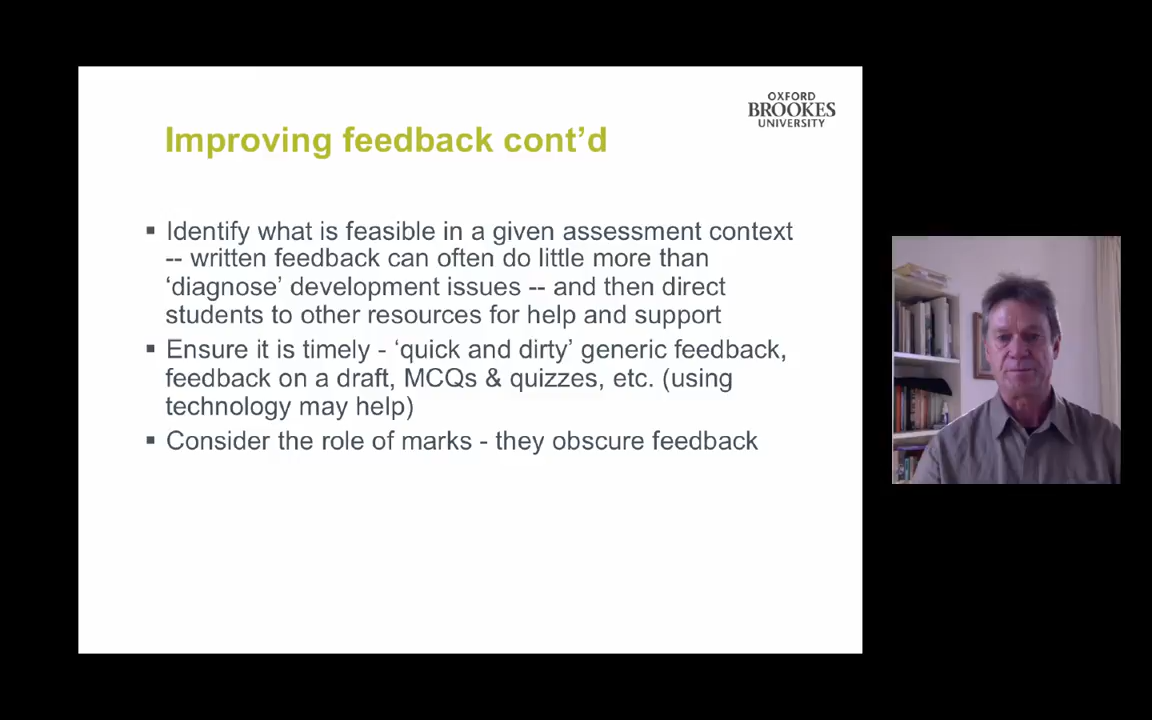 OXFORD
BROOKES
UNIVERSITY
Improving feedback cont’d
▪ Identify what is feasible in a given assessment context
-- written feedback can often do little more than
‘diagnose’ development issues -- and then direct
students to other resources for help and support
▪ Ensure it is timely - ‘quick and dirty’ generic feedback,
feedback on a draft, MCQs & quizzes, etc. (using
technology may help)
▪ Consider the role of marks - they obscure feedback